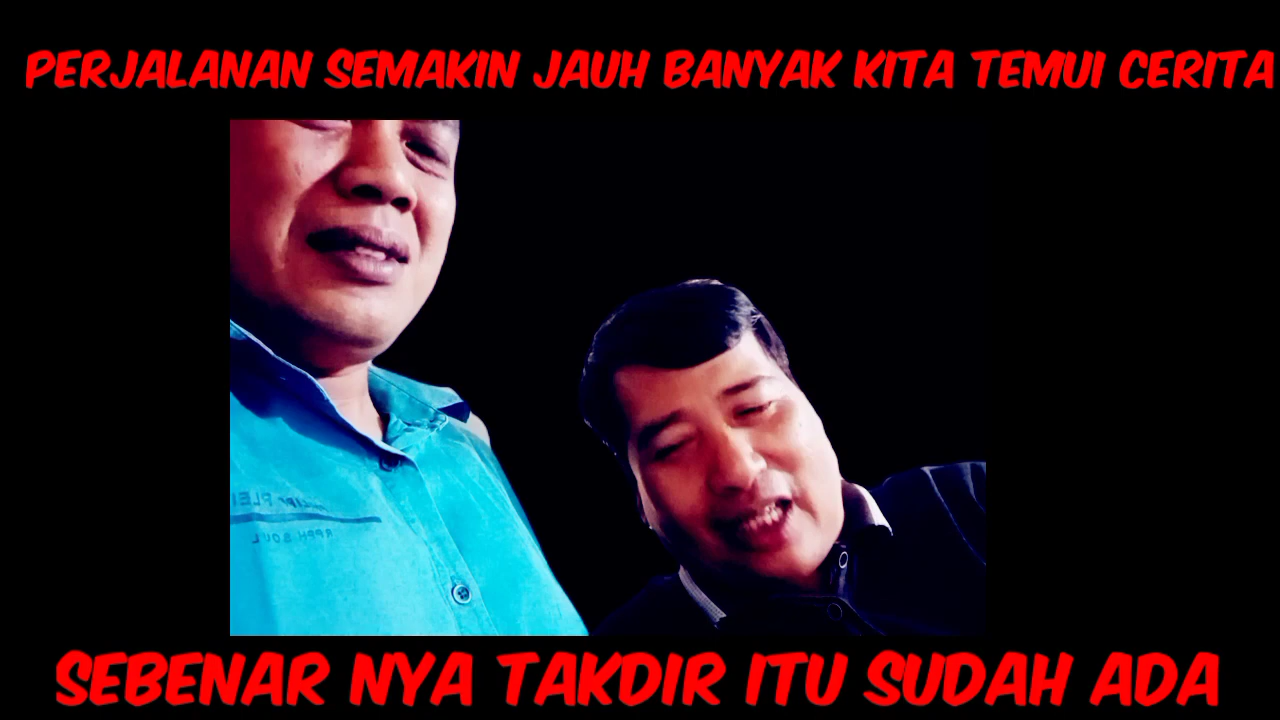 PERJALANAN SEMAKIN JAUH BANYAK KITA TEMUI CERITA
SEBENAR NYA TAKDIR ITU SUDAH ADA